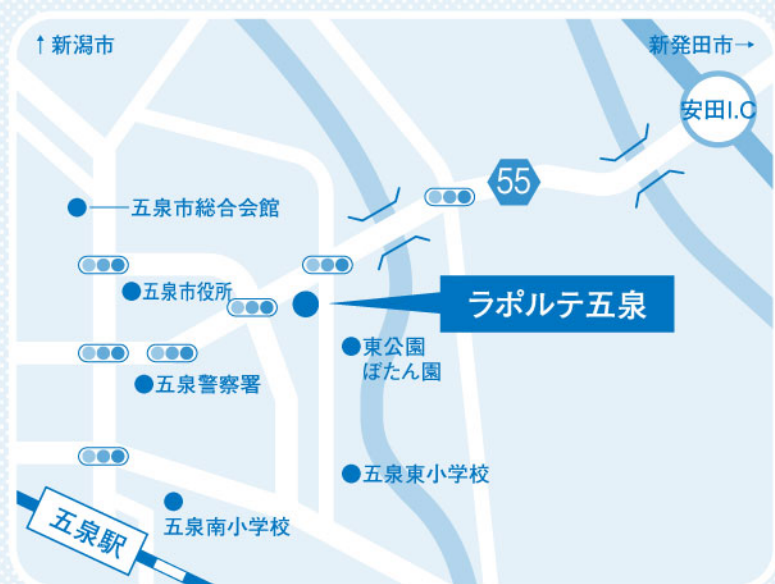 ↑新潟市
新発田市→
安田I.C
55
五泉市総合会館
五泉市役所
ラポルテ五泉
東公園
ぼたん園
五泉警察署
五泉東小学校
五泉南小学校
五泉駅